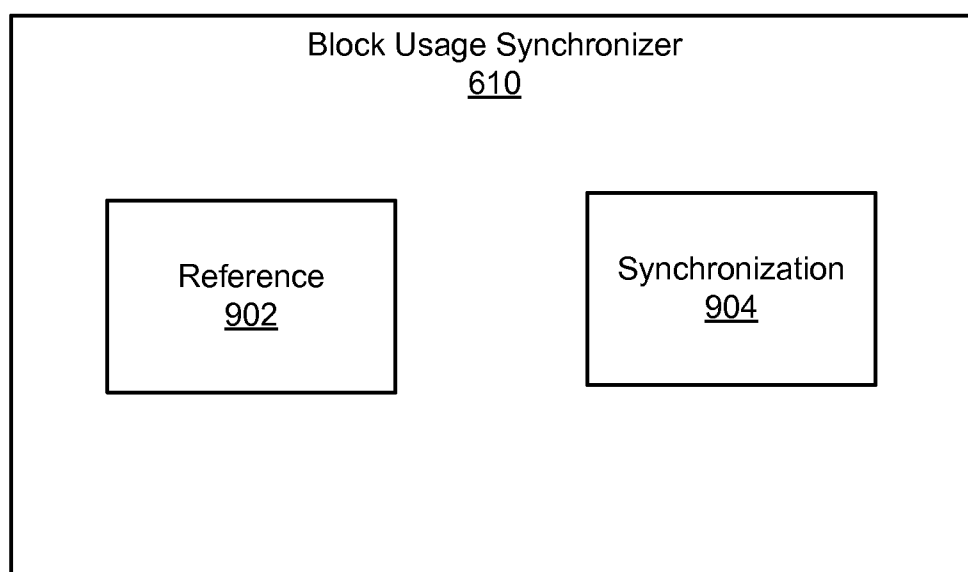 Block Usage Synchronizer
610
Reference
902
Synchronization
904